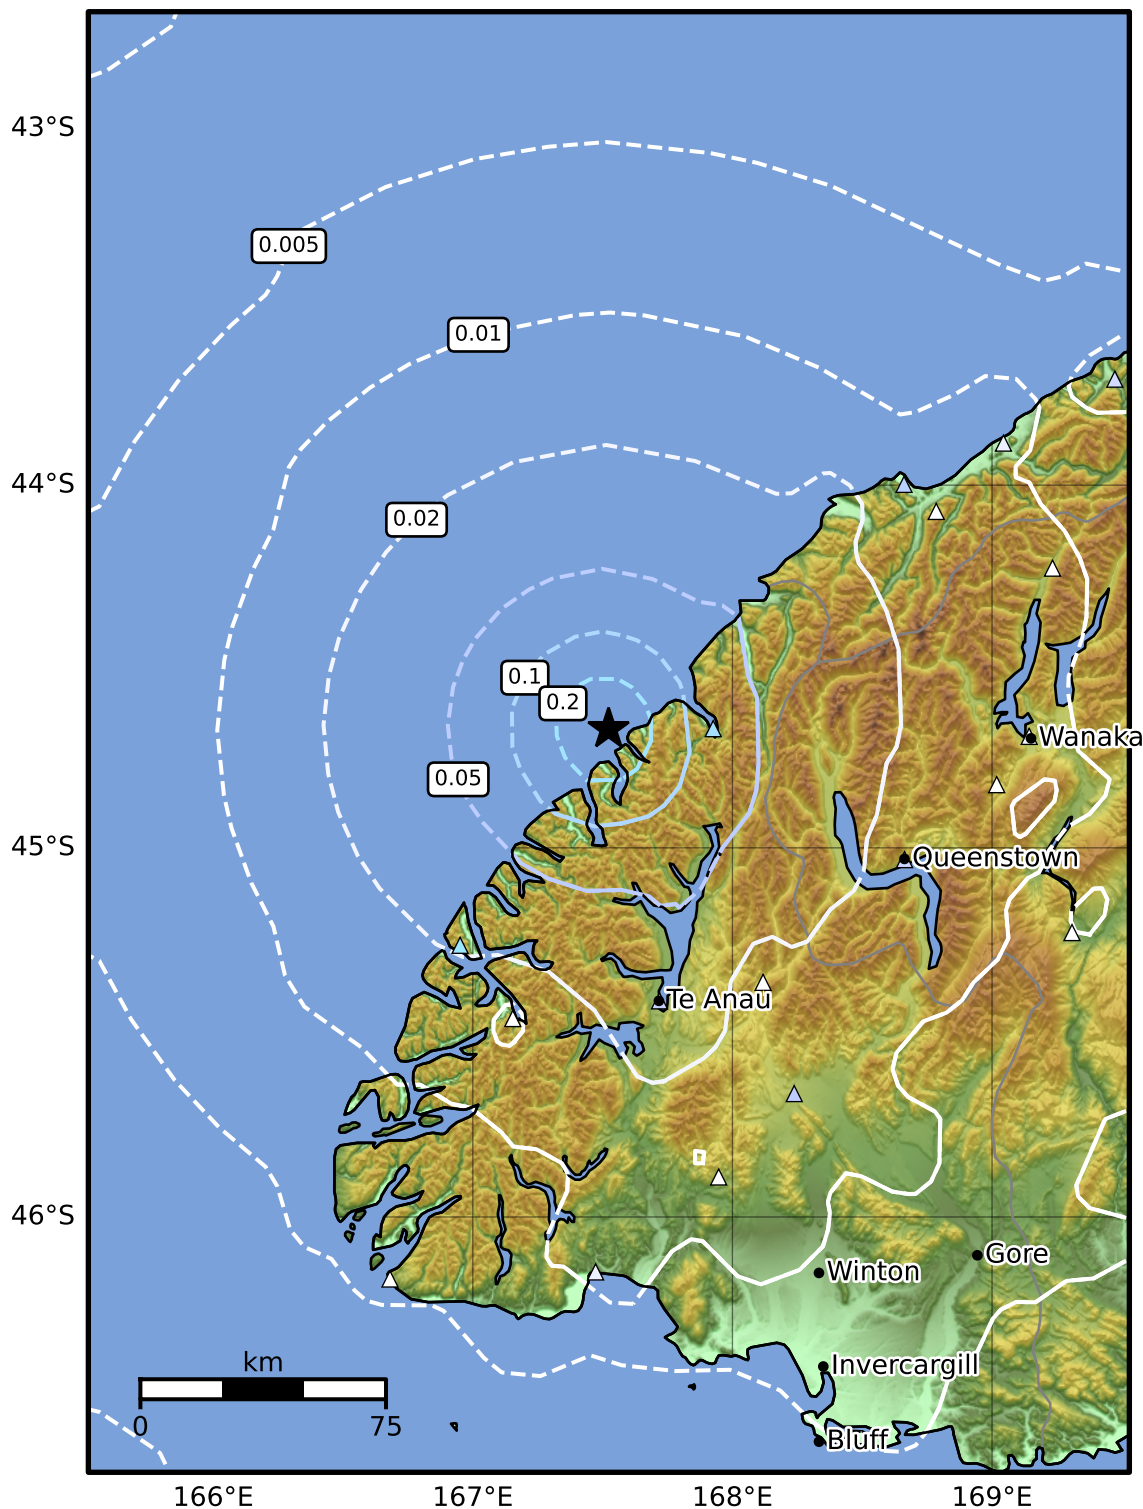 43°S
0.005
0.01
44°S
0.02
0.1
0.2
Wanaka
0.05
45°S
Queenstown
Te Anau
46°S
Gore
Winton
km
Invercargill
0
75
Bluff
166°E
167°E
168°E
169°E